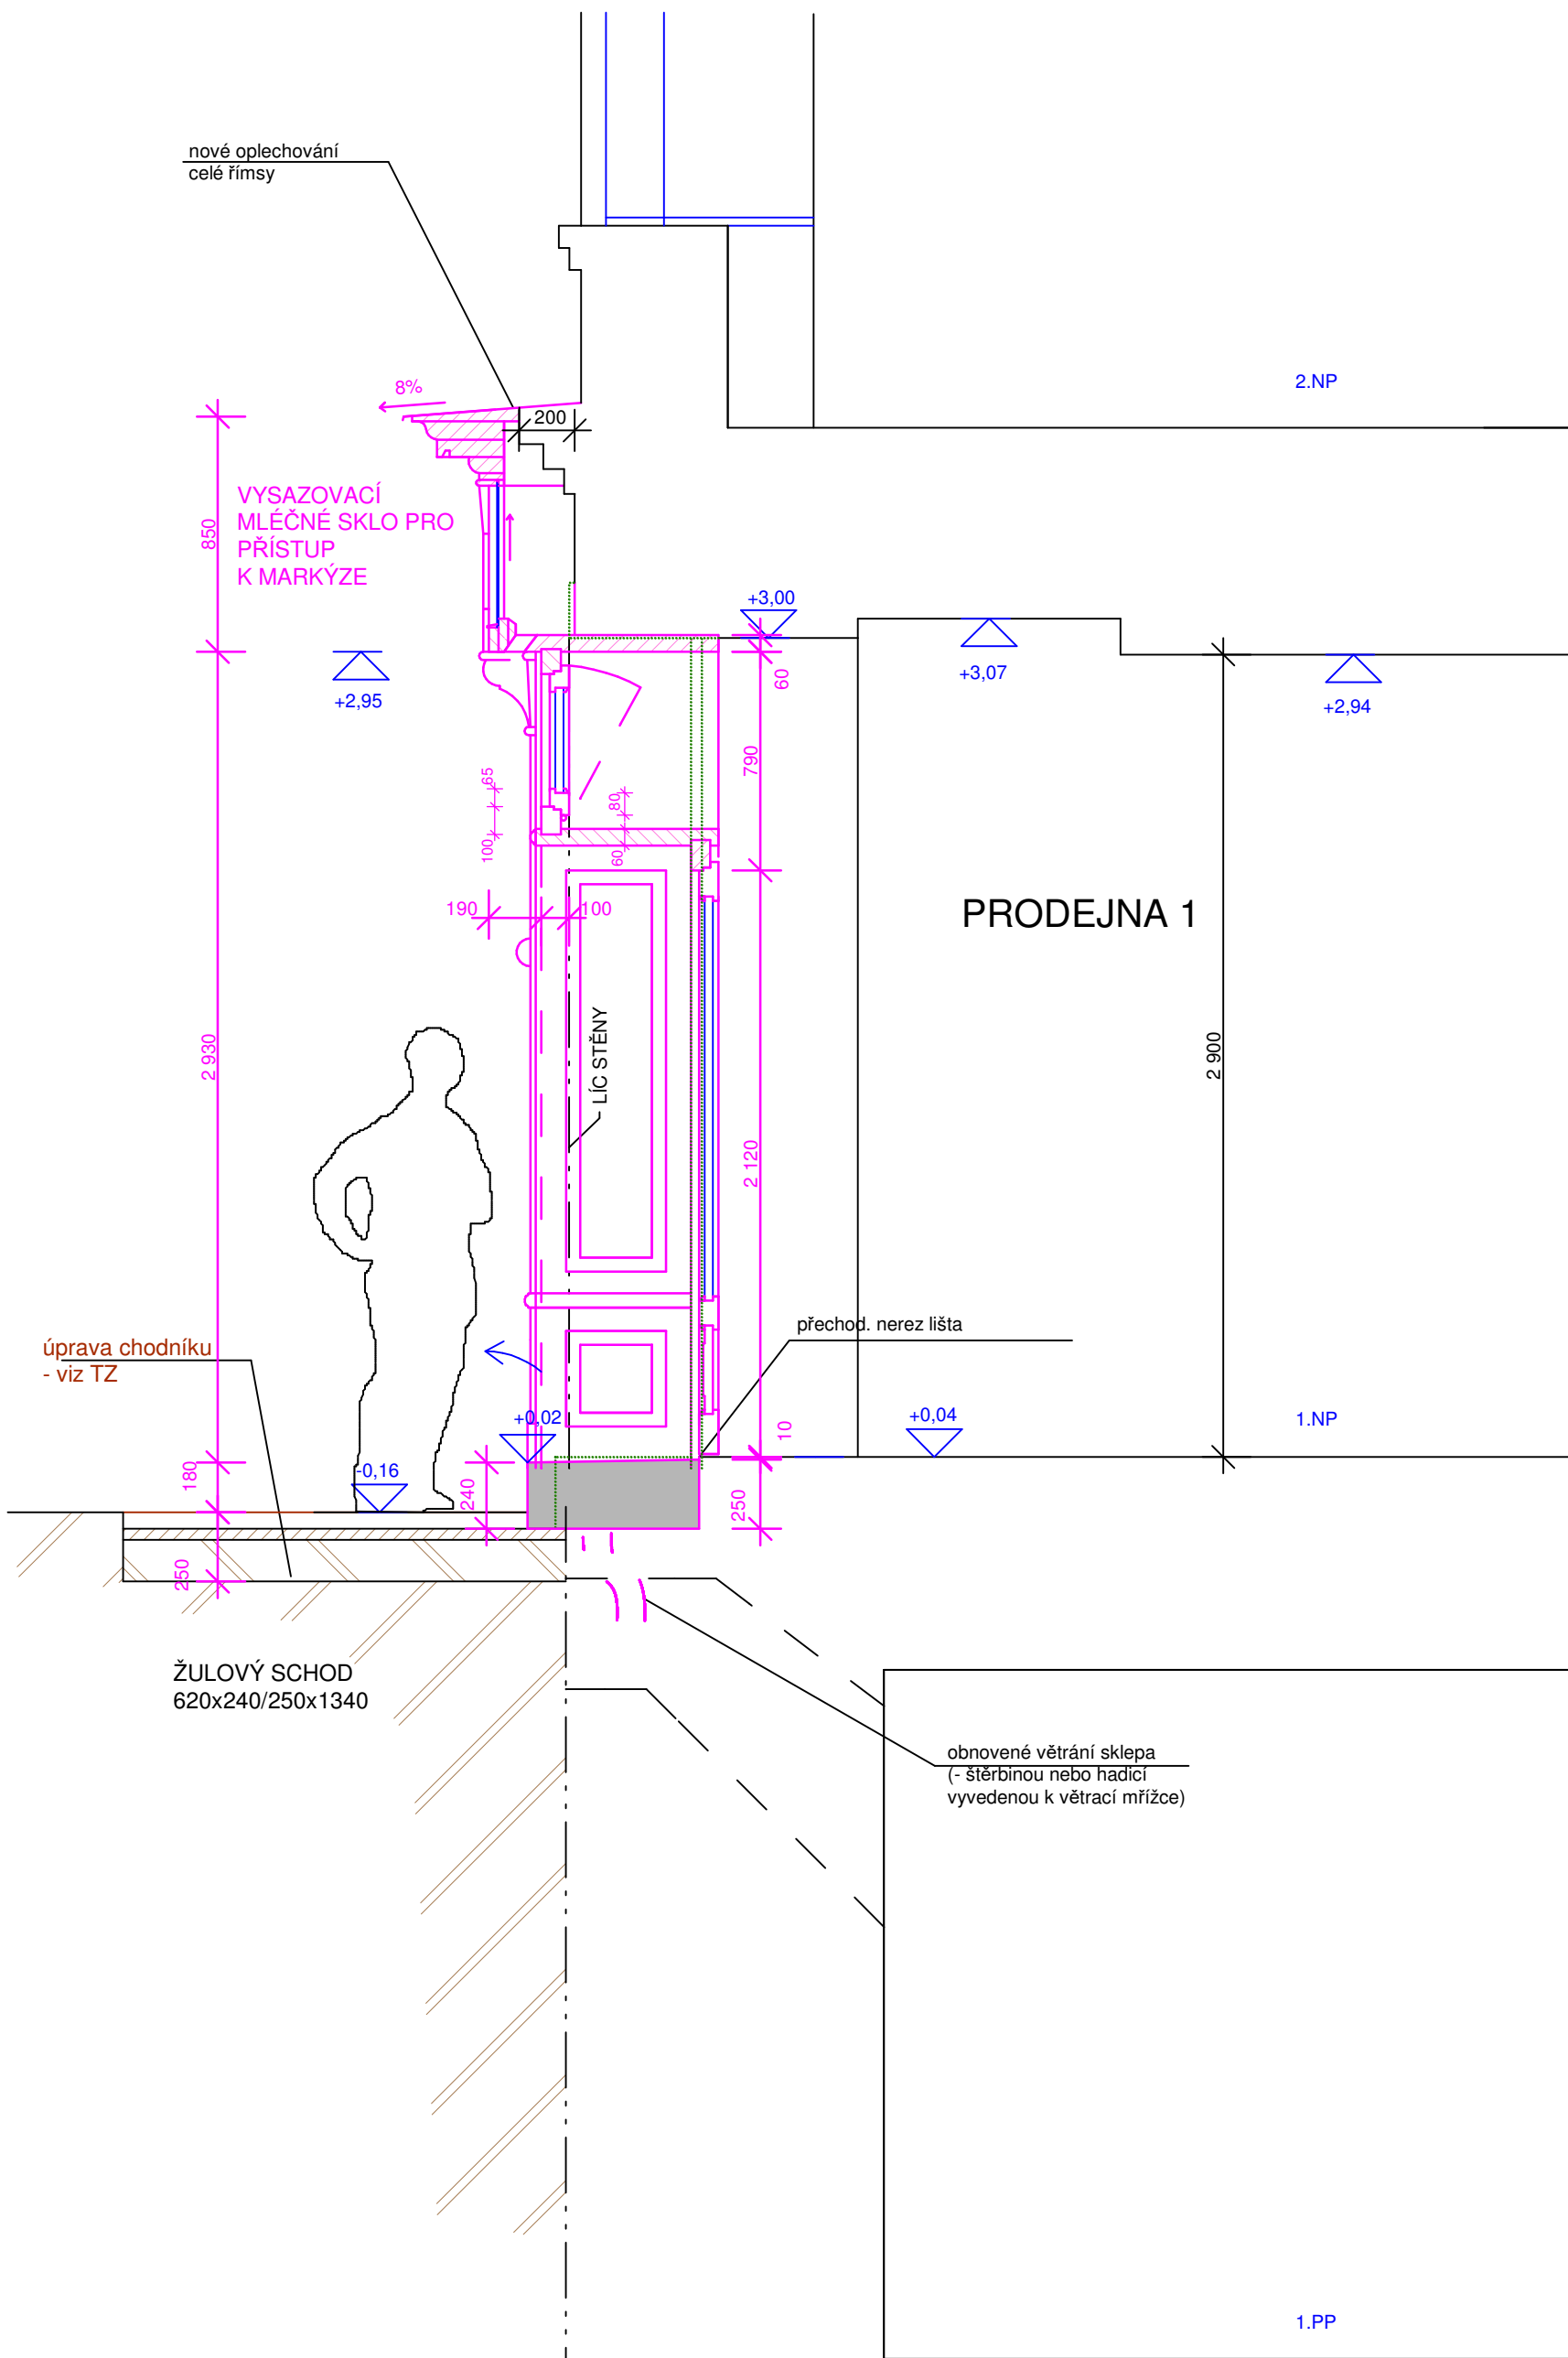 nové oplechování
celé římsy
2.NP
8%
200
VYSAZOVACÍ
MLÉČNÉ SKLO PRO
PŘÍSTUP
K MARKÝZE
850
+3,00
+3,07
+2,95
+2,94
60
790
65
80
100
60
190
100
PRODEJNA 1
LÍC STĚNY
2 930
2 900
2 120
přechod. nerez lišta
úprava chodníku
- viz TZ
+0,02
+0,04
1.NP
10
-0,16
180
240
250
250
ŽULOVÝ SCHOD
620x240/250x1340
obnovené větrání sklepa
(- štěrbinou nebo hadicí
vyvedenou k větrací mřížce)
1.PP